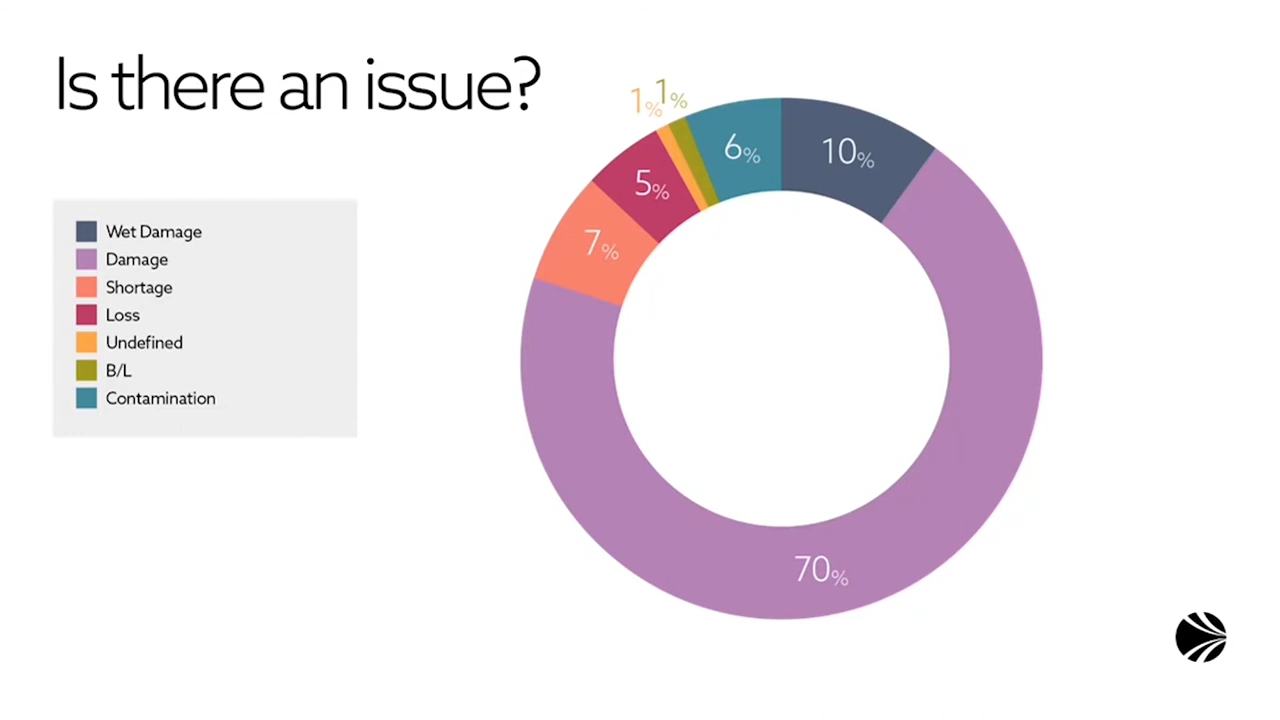 Is there an issue?
Wet Damage
Damage
Shortage
Loss
Undefined
B/L
Contamination
1%
1%
6%
10%
5%
7%
70%